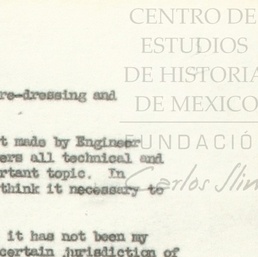 CENTRO DE
ESTUDIOS
DE HISTORIA
DE MEXICO
FUNDACIÓ
Carlos Slim
re-dressing and
t made by Engineer
ers all technical and
rtant topic. In
think it necessary to
it has not been my
certain jurisdiction of